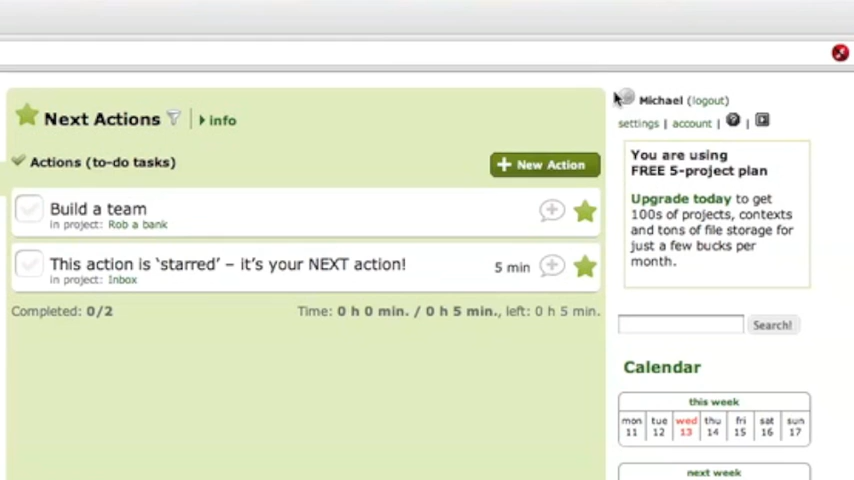 Next Actions info
Actions (to-do tasks)
New Action
Build a team
in project: Rob a bank
This action is ‘starred’ – it’s your NEXT action!
5 min
in project: Inbox
Completed: 0/2
Time: 0 h 0 min. / 0 h 5 min., left: 0 h 5 min.
Michael (logout)
settings | account | ? |
You are using
FREE 5-project plan
Upgrade today to get
100s of projects, contexts
and tons of file storage for
just a few bucks per
month.
Search!
Calendar
this week
mon tue wed thu fri sat sun
11 12 13 14 15 16 17
next week